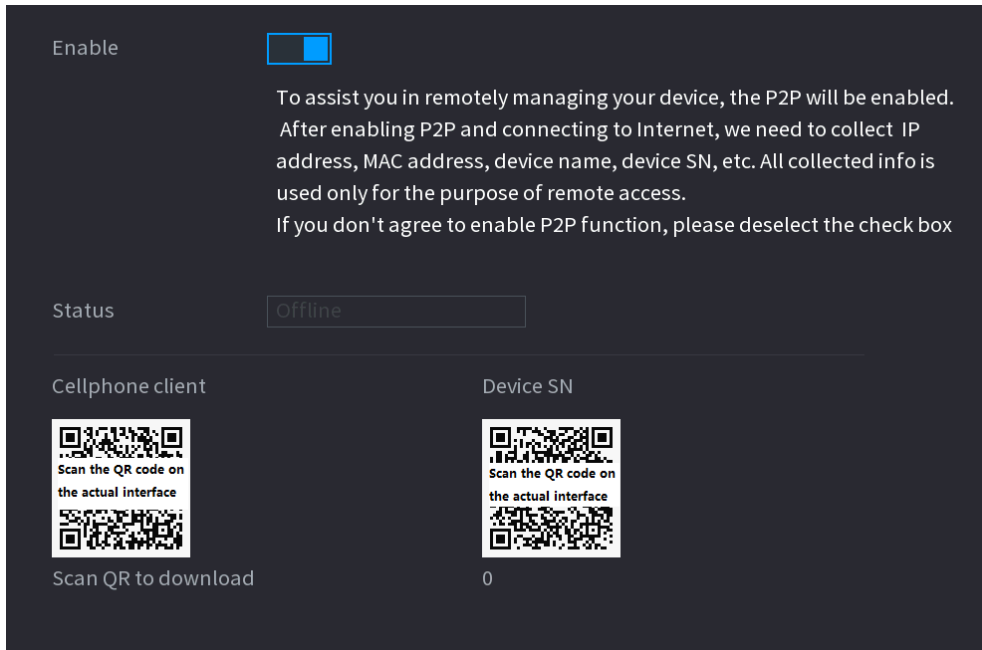 Enable
To assist you in remotely managing your device, the P2P will be enabled.
After enabling P2P and connecting to Internet, we need to collect IP
address, MAC address, device name, device SN, etc. All collected info is
used only for the purpose of remote access.
If you don't agree to enable P2P function, please deselect the check box
Status
Offline
Cellphone client
Device SN
Scan the QR code on
the actual interface
Scan the QR code on
the actual interface
Scan QR to download
0